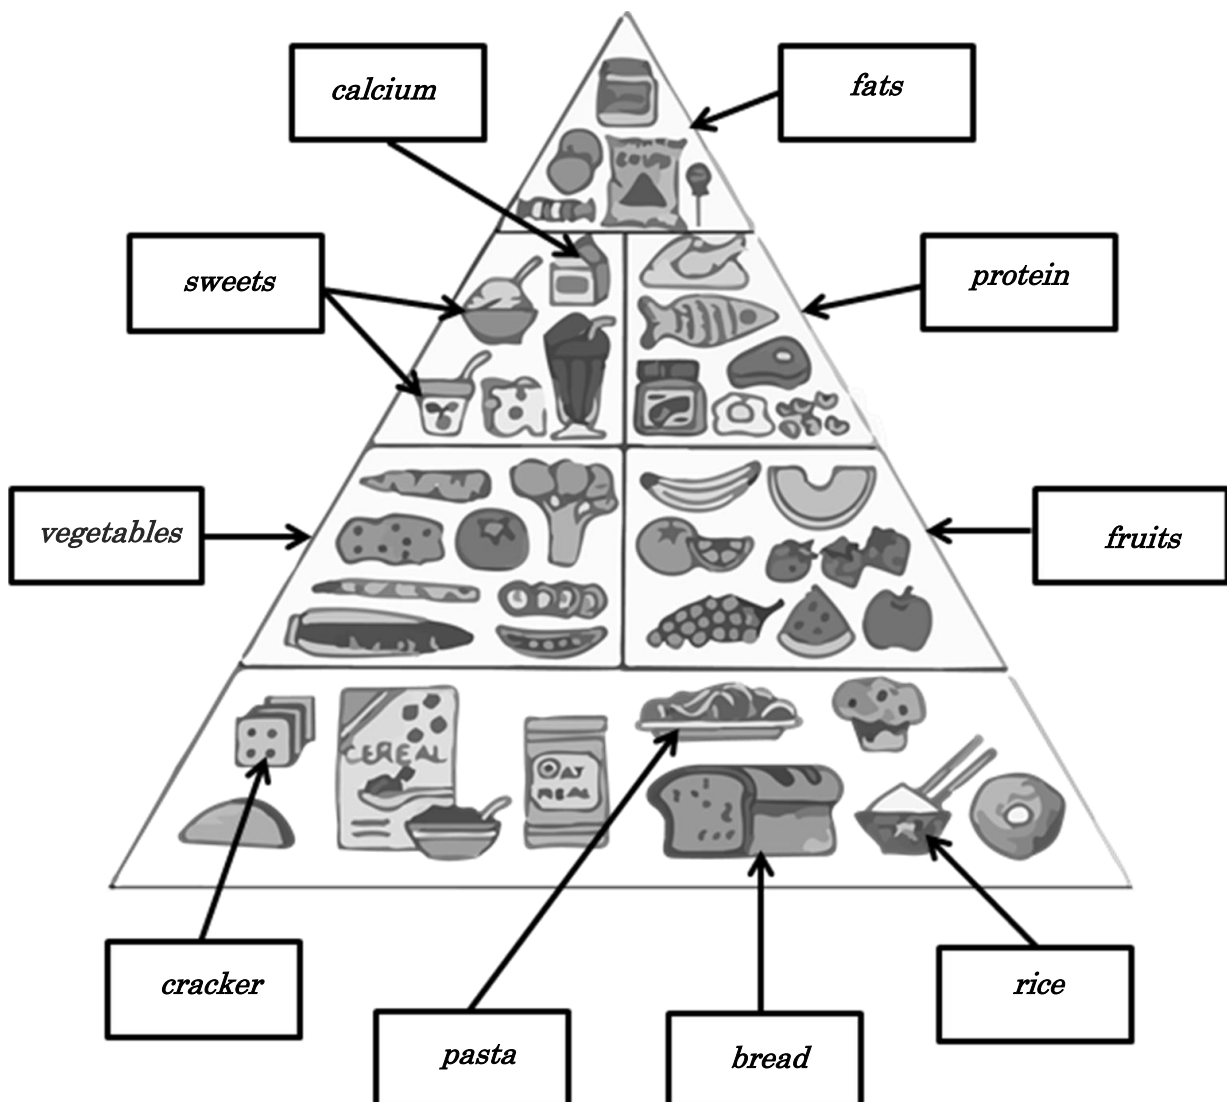 calcium
fats
sweets
protein
vegetables
fruits
CEREAL
OAT
MEAL
cracker
rice
pasta
bread